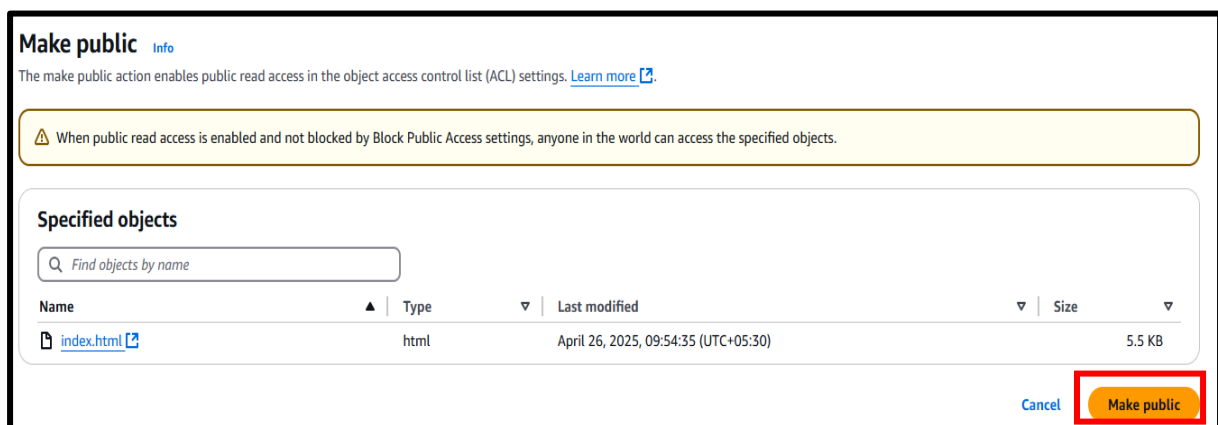 Make public Info
The make public action enables public read access in the object access control list (ACL) settings. Learn more.
When public read access is enabled and not blocked by Block Public Access settings, anyone in the world can access the specified objects.
Specified objects
Find objects by name
Name Type Last modified Size
index.html html April 26, 2025, 09:54:35 (UTC+05:30) 5.5 KB
Cancel Make public